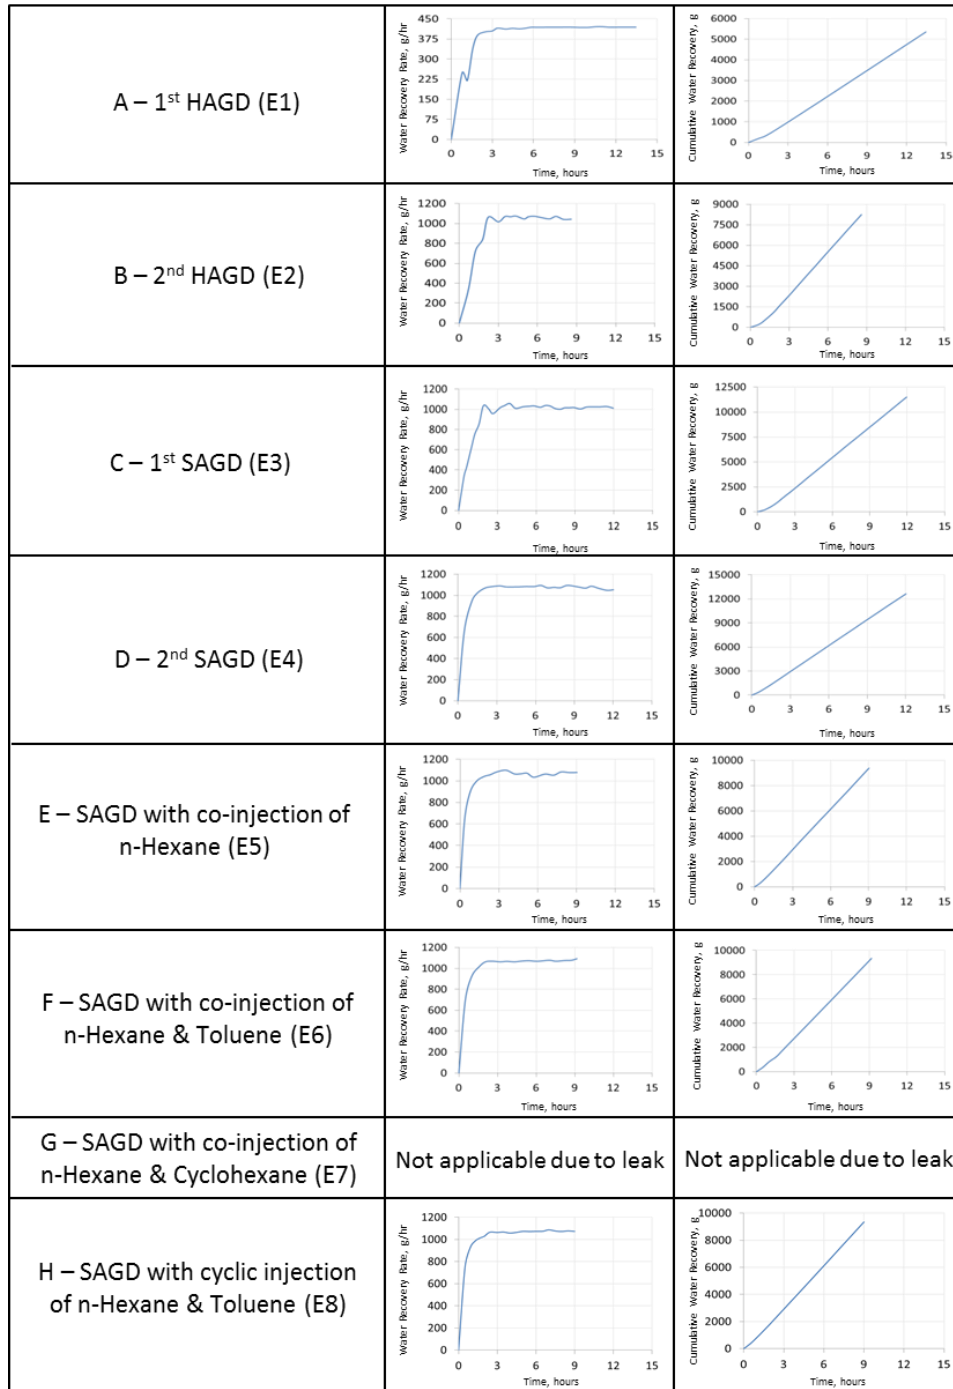 A – 1st HAGD (E1)
Water Recovery Rate, g/hr
450
375
300
225
150
75
0
0 3 6 9 12 15
Time, hours
Cumulative Water Recovery, g
6000
5000
4000
3000
2000
1000
0
0 3 6 9 12 15
Time, hours
B – 2nd HAGD (E2)
Water Recovery Rate, g/hr
1200
1000
800
600
400
200
0
0 3 6 9 12 15
Time, hours
Cumulative Water Recovery, g
9000
7500
6000
4500
3000
1500
0
0 3 6 9 12 15
Time, hours
C – 1st SAGD (E3)
Water Recovery Rate, g/hr
1200
1000
800
600
400
200
0
0 3 6 9 12 15
Time, hours
Cumulative Water Recovery, g
12500
10000
7500
5000
2500
0
0 3 6 9 12 15
Time, hours
D – 2nd SAGD (E4)
Water Recovery Rate, g/hr
1200
1000
800
600
400
200
0
0 3 6 9 12 15
Time, hours
Cumulative Water Recovery, g
15000
12000
9000
6000
3000
0
0 3 6 9 12 15
Time, hours
E – SAGD with co-injection of
n-Hexane (E5)
Water Recovery Rate, g/hr
1200
1000
800
600
400
200
0
0 3 6 9 12 15
Time, hours
Cumulative Water Recovery, g
10000
8000
6000
4000
2000
0
0 3 6 9 12 15
Time, hours
F – SAGD with co-injection of
n-Hexane & Toluene (E6)
Water Recovery Rate, g/hr
1200
1000
800
600
400
200
0
0 3 6 9 12 15
Time, hours
Cumulative Water Recovery, g
10000
8000
6000
4000
2000
0
0 3 6 9 12 15
Time, hours
G – SAGD with co-injection of
n-Hexane & Cyclohexane (E7)
Not applicable due to leak
Not applicable due to leak
H – SAGD with cyclic injection
of n-Hexane & Toluene (E8)
Water Recovery Rate, g/hr
1200
1000
800
600
400
200
0
0 3 6 9 12 15
Time, hours
Cumulative Water Recovery, g
10000
8000
6000
4000
2000
0
0 3 6 9 12 15
Time, hours